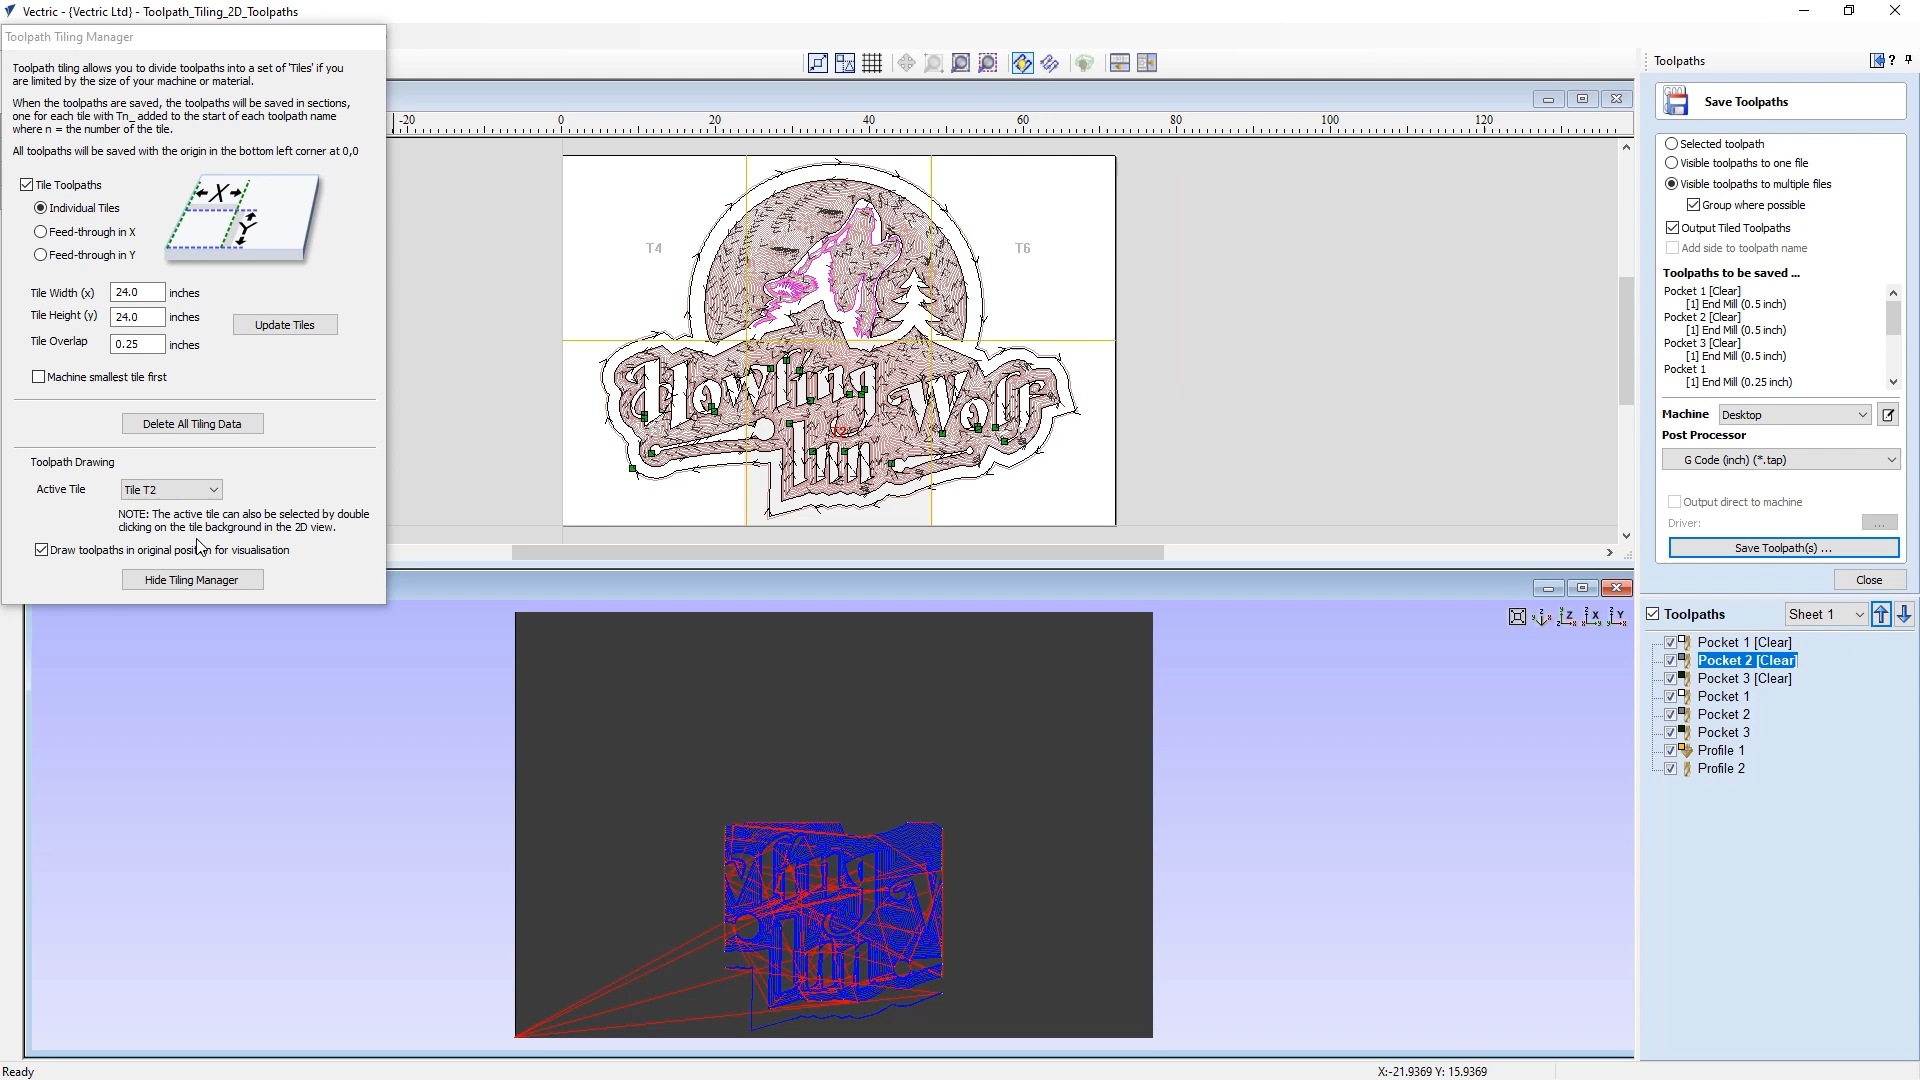 Vectric - {Vectric Ltd} - Toolpath_Tiling_2D_Toolpaths
Toolpath Tiling Manager
Toolpath tiling allows you to divide toolpaths into a set of 'Tiles' if you
are limited by the size of your machine or material.
When the toolpaths are saved, the toolpaths will be saved in sections,
one for each tile with Tn_ added to the start of each toolpath name
where n = the number of the tile.
All toolpaths will be saved with the origin in the bottom left corner at 0,0
Tile Toolpaths
Individual Tiles
Feed-through in X
Feed-through in Y
X
Y
Tile Width (x) 24.0 inches
Tile Height (y) 24.0 inches
Update Tiles
Tile Overlap 0.25 inches
Machine smallest tile first
Delete All Tiling Data
Toolpath Drawing
Active Tile Tile T2
NOTE: The active tile can also be selected by double
clicking on the tile background in the 2D view.
Draw toolpaths in original position for visualisation
Hide Tiling Manager
-20 0 20 40 60 80 100 120
T4
T6
Howling Wolf
T2
Inn
Toolpaths
Save Toolpaths
Selected toolpath
Visible toolpaths to one file
Visible toolpaths to multiple files
Group where possible
Output Tiled Toolpaths
Add side to toolpath name
Toolpaths to be saved ...
Pocket 1 [Clear]
[1] End Mill (0.5 inch)
Pocket 2 [Clear]
[1] End Mill (0.5 inch)
Pocket 3 [Clear]
[1] End Mill (0.5 inch)
Pocket 1
[1] End Mill (0.25 inch)
Machine Desktop
Post Processor
G Code (inch) (*.tap)
Output direct to machine
Driver: ...
Save Toolpath(s) ...
Close
Toolpaths Sheet 1
Pocket 1 [Clear]
Pocket 2 [Clear]
Pocket 3 [Clear]
Pocket 1
Pocket 2
Pocket 3
Profile 1
Profile 2
Ready
X:-21.9369 Y: 15.9369